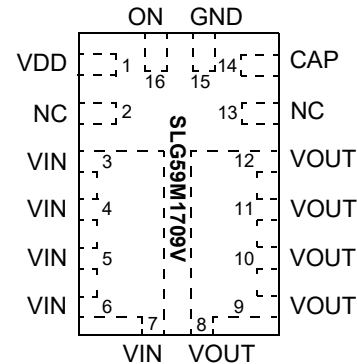 ON GND
VDD 1 16 15 14 CAP
NC 2 13 NC
SLG59M1709V
VIN 3 12 VOUT
VIN 4 11 VOUT
VIN 5 10 VOUT
VIN 6 7 8 9 VOUT
VIN VOUT